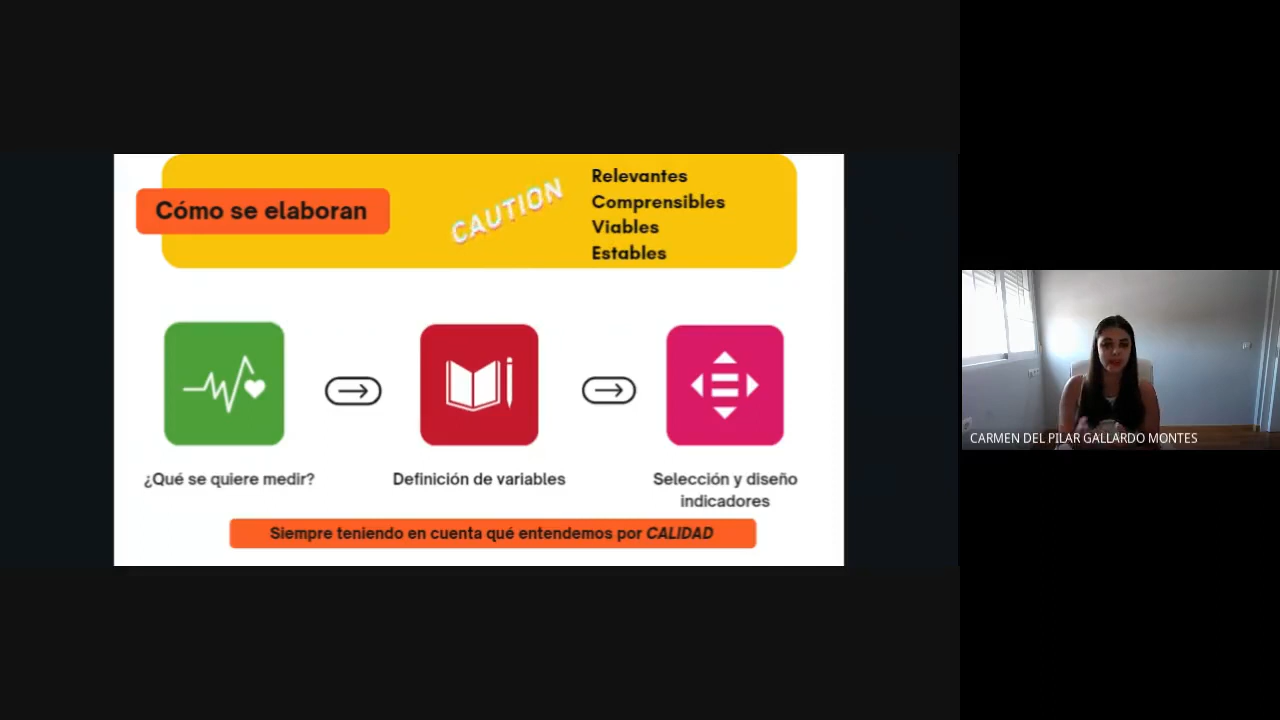 Cómo se elaboran
CAUTION
Relevantes
Comprensibles
Viables
Estables
¿Qué se quiere medir?
Definición de variables
Selección y diseño
indicadores
Siempre teniendo en cuenta qué entendemos por CALIDAD
CARMEN DEL PILAR GALLARDO MONTES